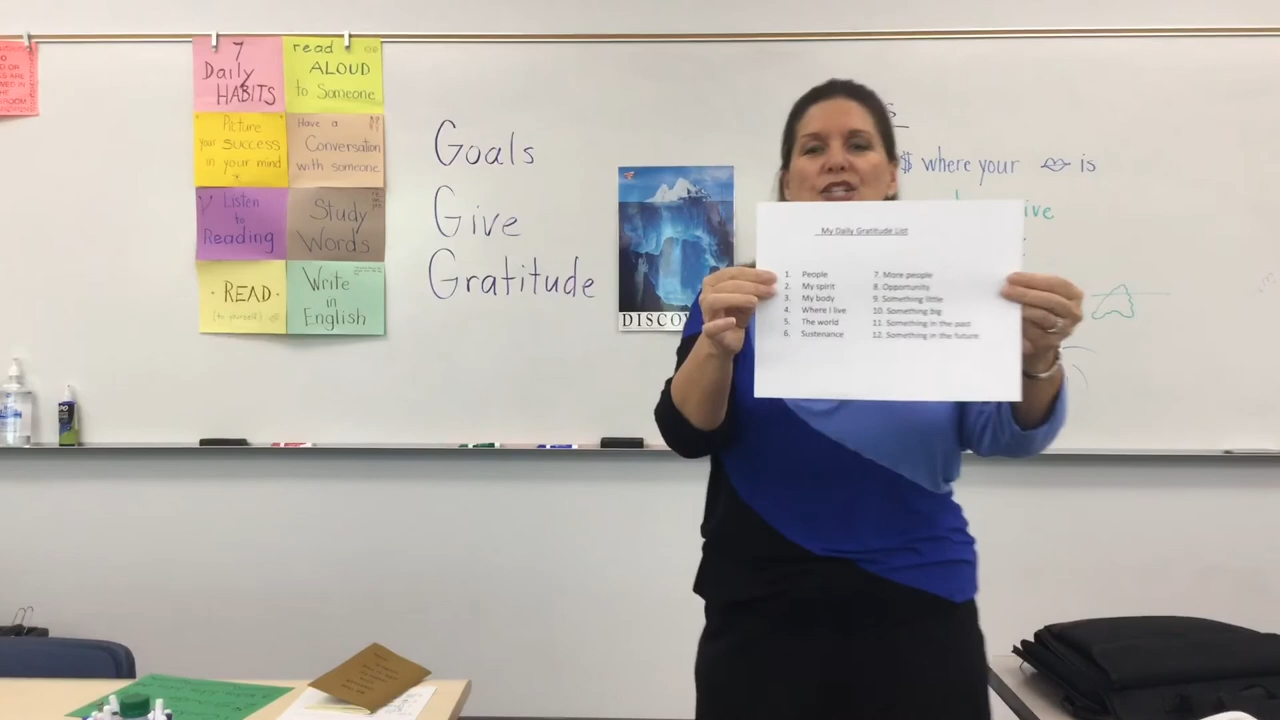 7
Daily
HABITS
read
ALOUD
to Someone
Picture
your SUCCESS
in your mind
Have a
Conversation
with someone
Listen
to
Reading
Study
Words
· READ ·
(to yourself)
Write
in
English
Goals
Give
Gratitude
DISCO
$ where your is
ive
My Daily Gratitude List
1. People
2. My spirit
3. My body
4. Where I live
5. The world
6. Sustenance
7. More people
8. Opportunity
9. Something little
10. Something big
11. Something in the past
12. Something in the future